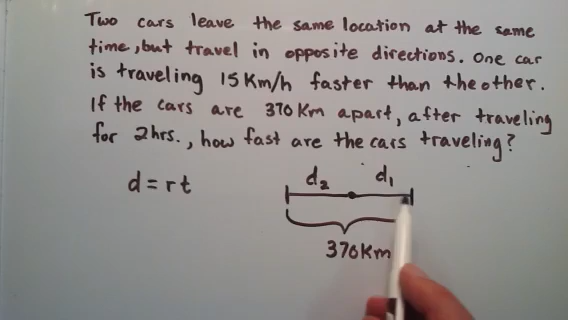 Two cars leave the same location at the same
time, but travel in opposite directions. One car
is traveling 15 Km/h faster than the other.
If the cars are 370 Km apart, after traveling
for 2hrs., how fast are the cars traveling?
d = rt
d₂ d₁
370Km